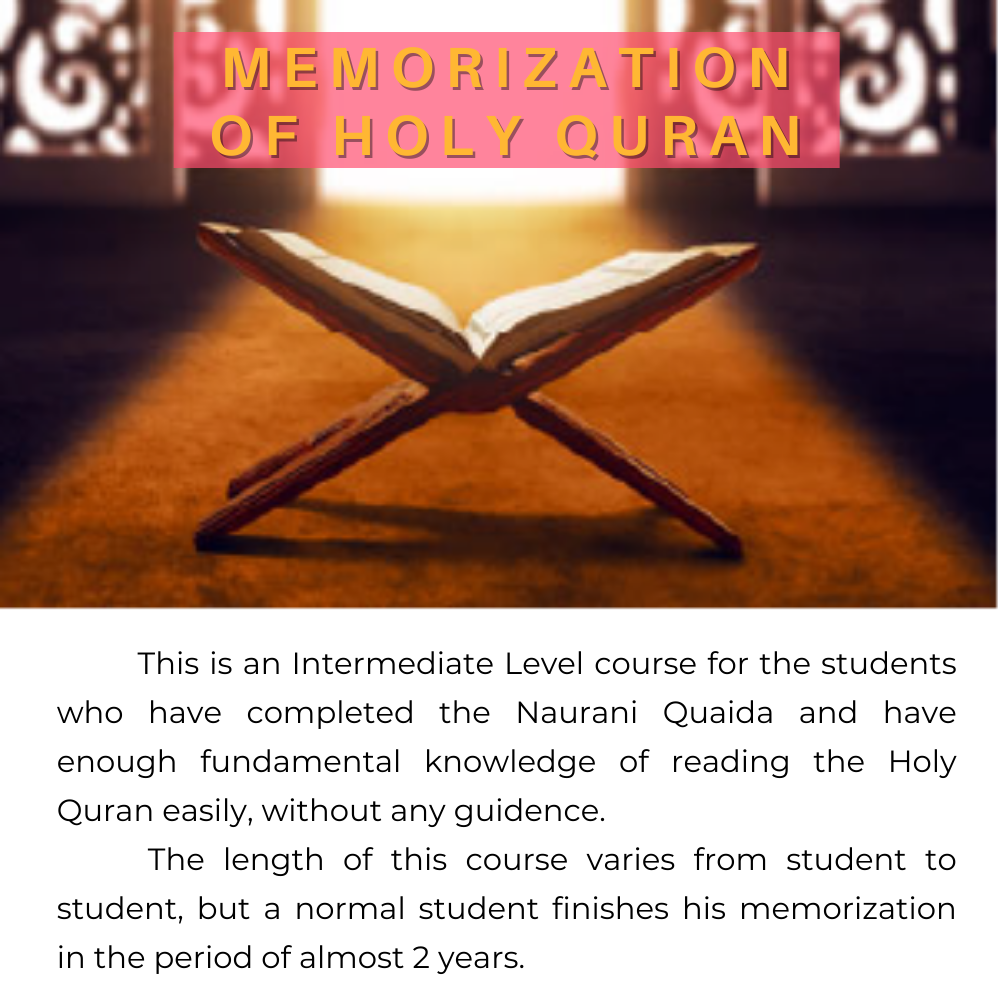 MEMORIZATION
OF HOLY QURAN
This is an Intermediate Level course for the students
who have completed the Naurani Quaida and have
enough fundamental knowledge of reading the Holy
Quran easily, without any guidence.
The length of this course varies from student to
student, but a normal student finishes his memorization
in the period of almost 2 years.